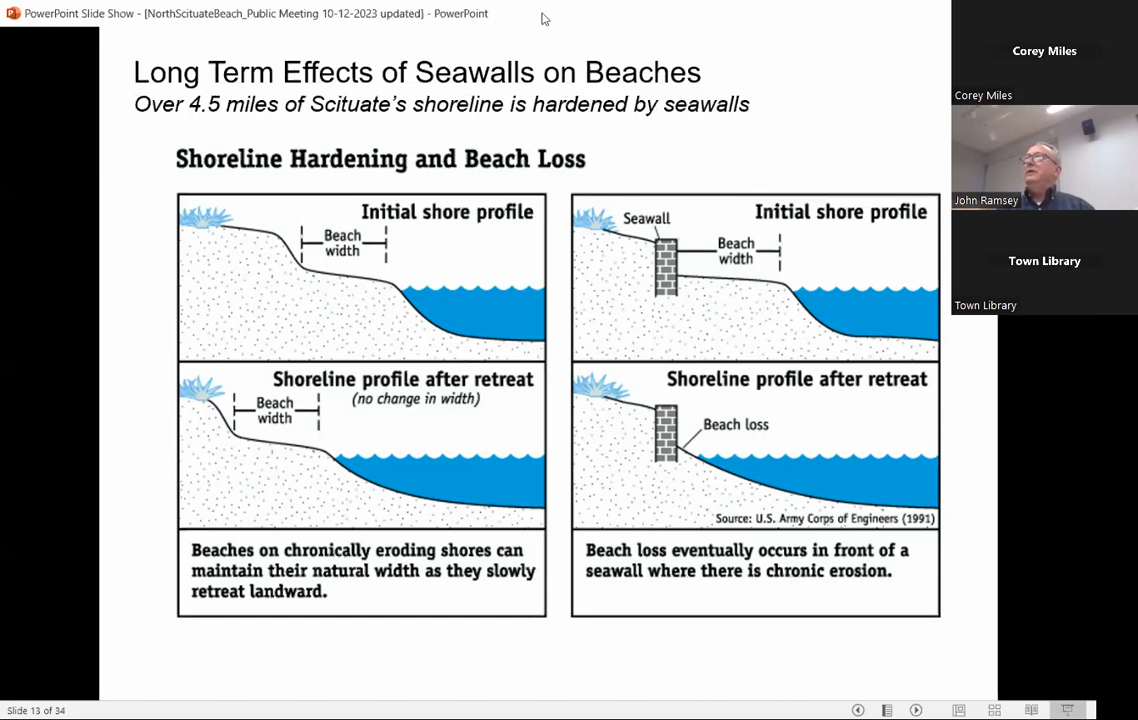 PowerPoint Slide Show - [NorthScituateBeach_Public Meeting 10-12-2023 updated] - PowerPoint
Long Term Effects of Seawalls on Beaches
Over 4.5 miles of Scituate's shoreline is hardened by seawalls
Shoreline Hardening and Beach Loss
Initial shore profile
Beach
width
Shoreline profile after retreat
(no change in width)
Beach
width
Beaches on chronically eroding shores can
maintain their natural width as they slowly
retreat landward.
Initial shore profile
Seawall
Beach
width
Shoreline profile after retreat
Beach loss
Source: U.S. Army Corps of Engineers (1991)
Beach loss eventually occurs in front of a
seawall where there is chronic erosion.
Corey Miles
Corey Miles
John Ramsey
Town Library
Town Library
Slide 13 of 34